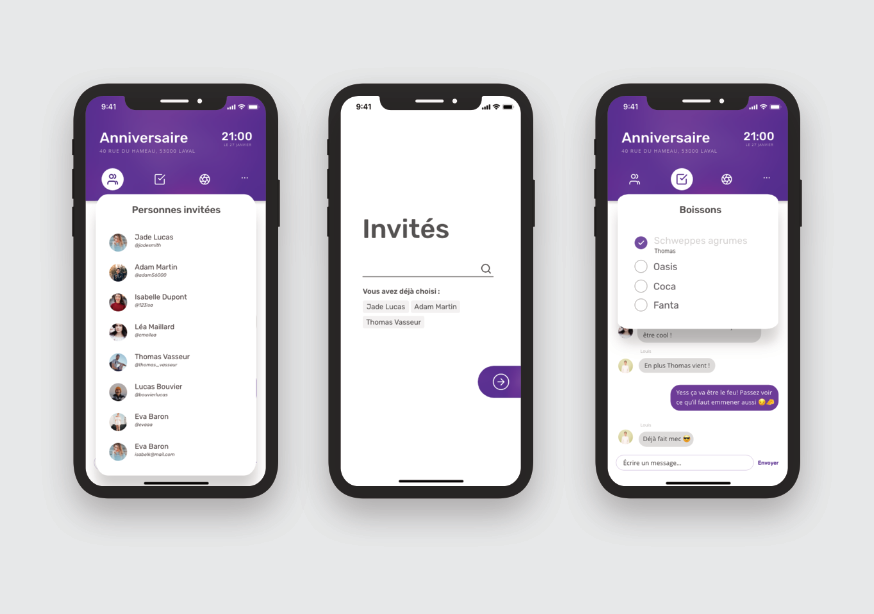 9:41
Anniversaire
21:00
48 RUE DU HAMEAU, 53000 LAVAL
LE 27 JANVIER
Personnes invitées
Jade Lucas
@jadesmth
Adam Martin
@adam56000
Isabelle Dupont
@123isa
Léa Maillard
Thomas Vasseur
@thomas_vasseur
Lucas Bouvier
@bouvierlucas
Eva Baron
@evaaa
Eva Baron
isabelle@mail.com
9:41
Invités
Vous avez déjà choisi :
Jade Lucas
Adam Martin
Thomas Vasseur
9:41
Anniversaire
21:00
48 RUE DU HAMEAU, 53000 LAVAL
LE 27 JANVIER
Boissons
Schweppes agrumes
Thomas
Oasis
Coca
Fanta
être cool !
Louis
En plus Thomas vient !
Yess ça va être le feu! Passez voir
ce qu'il faut emmener aussi 😋🧀
Louis
Déjà fait mec 😎
Écrire un message...
Envoyer